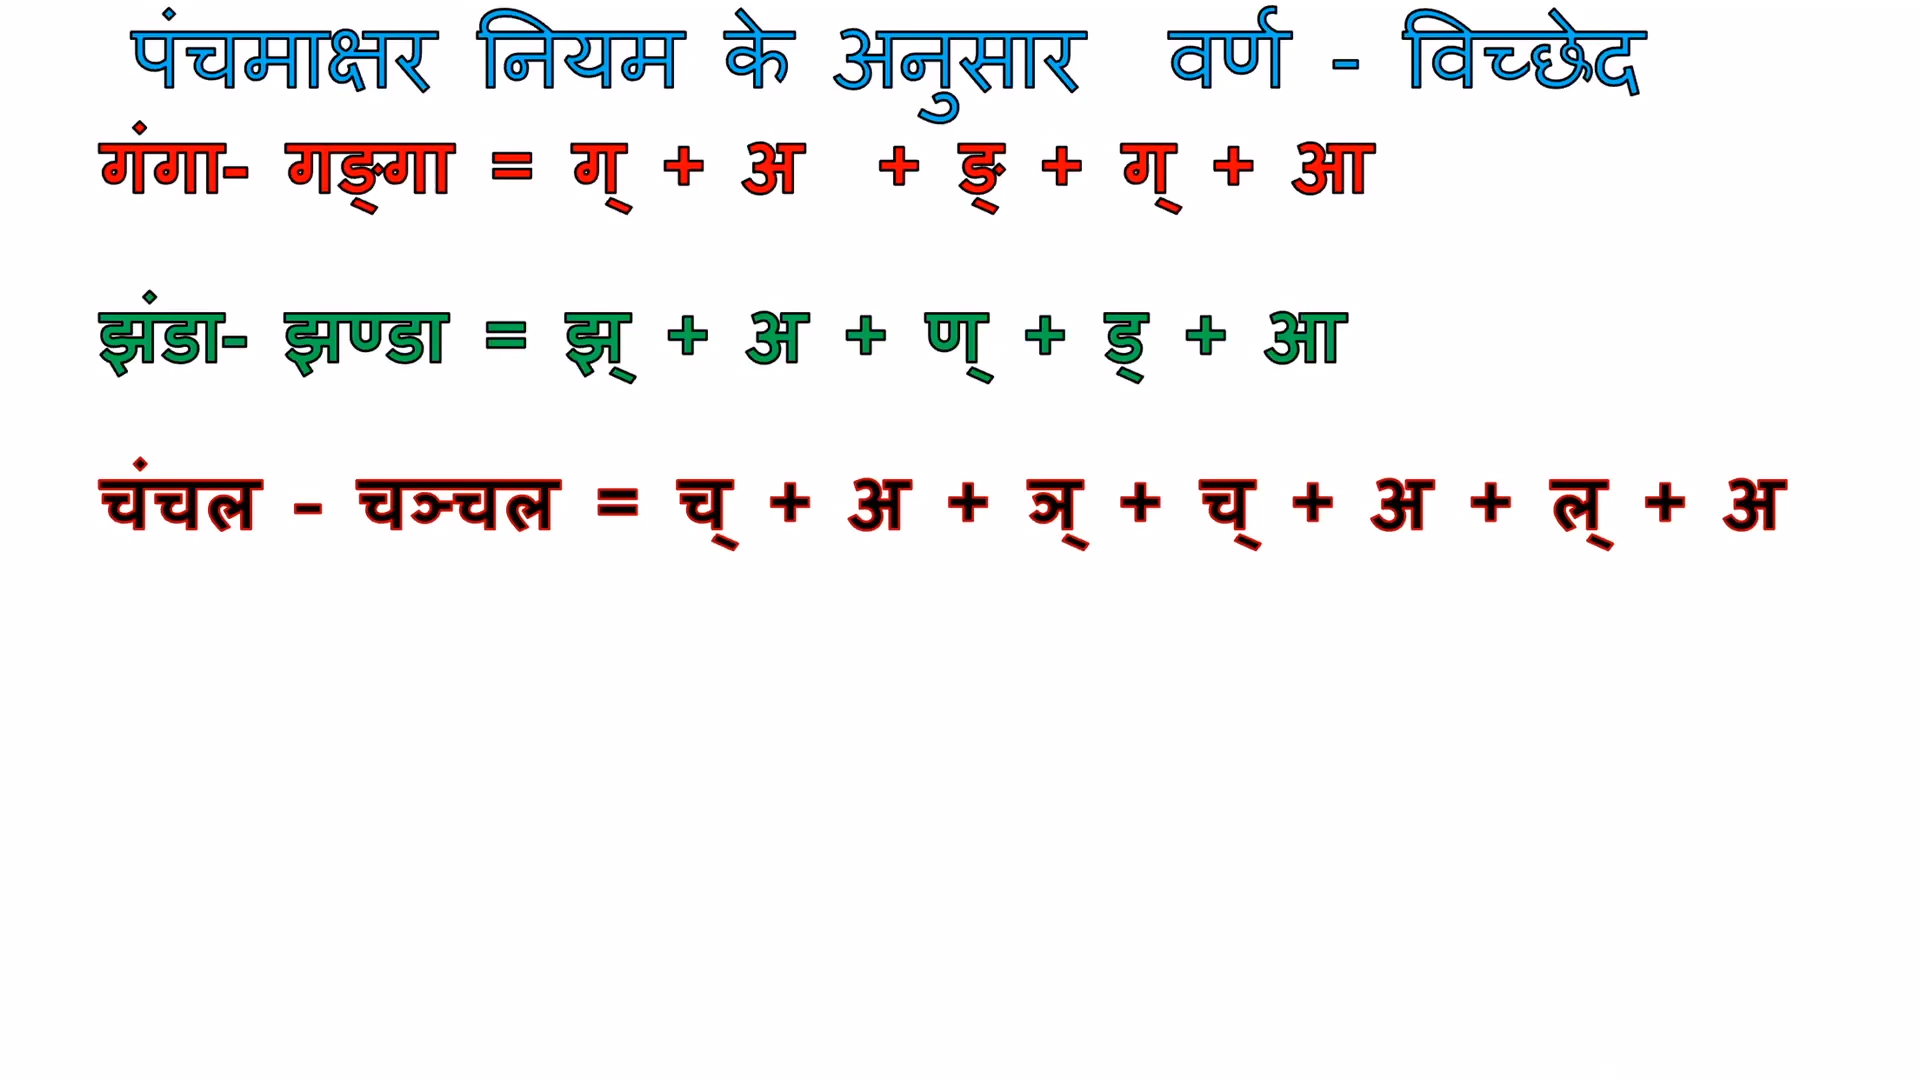 पंचमाक्षर नियम के अनुसार वर्ण - विच्छेद
गंगा- गङ्गा = ग् + अ + ङ् + ग् + आ
झंडा- झण्डा = झ् + अ + ण् + ड् + आ
चंचल - चञ्चल = च् + अ + ञ् + च् + अ + ल् + अ